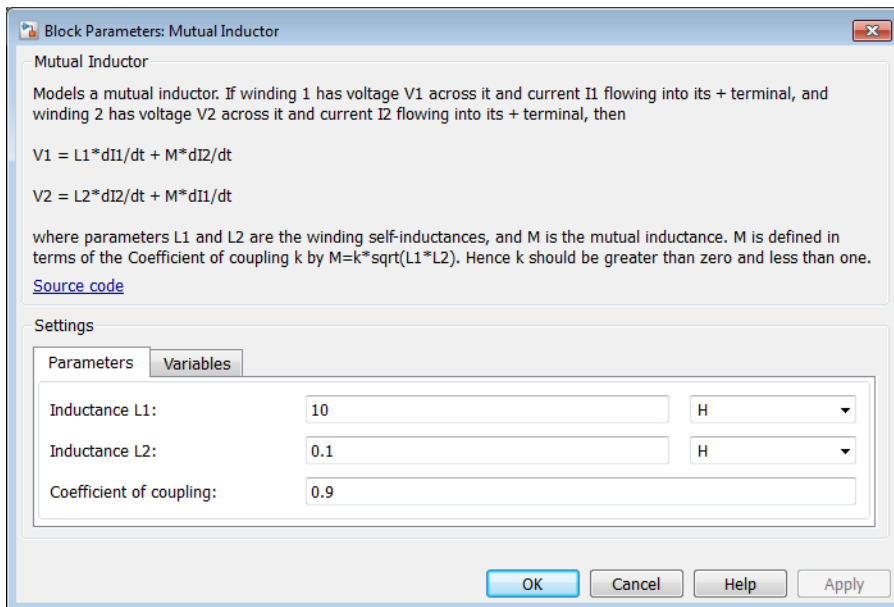 Block Parameters: Mutual Inductor
Mutual Inductor
Models a mutual inductor. If winding 1 has voltage V1 across it and current I1 flowing into its + terminal, and
winding 2 has voltage V2 across it and current I2 flowing into its + terminal, then
V1 = L1*dI1/dt + M*dI2/dt
V2 = L2*dI2/dt + M*dI1/dt
where parameters L1 and L2 are the winding self-inductances, and M is the mutual inductance. M is defined in
terms of the Coefficient of coupling k by M=k*sqrt(L1*L2). Hence k should be greater than zero and less than one.
Source code
Settings
Parameters Variables
Inductance L1: 10 H
Inductance L2: 0.1 H
Coefficient of coupling: 0.9
OK Cancel Help Apply